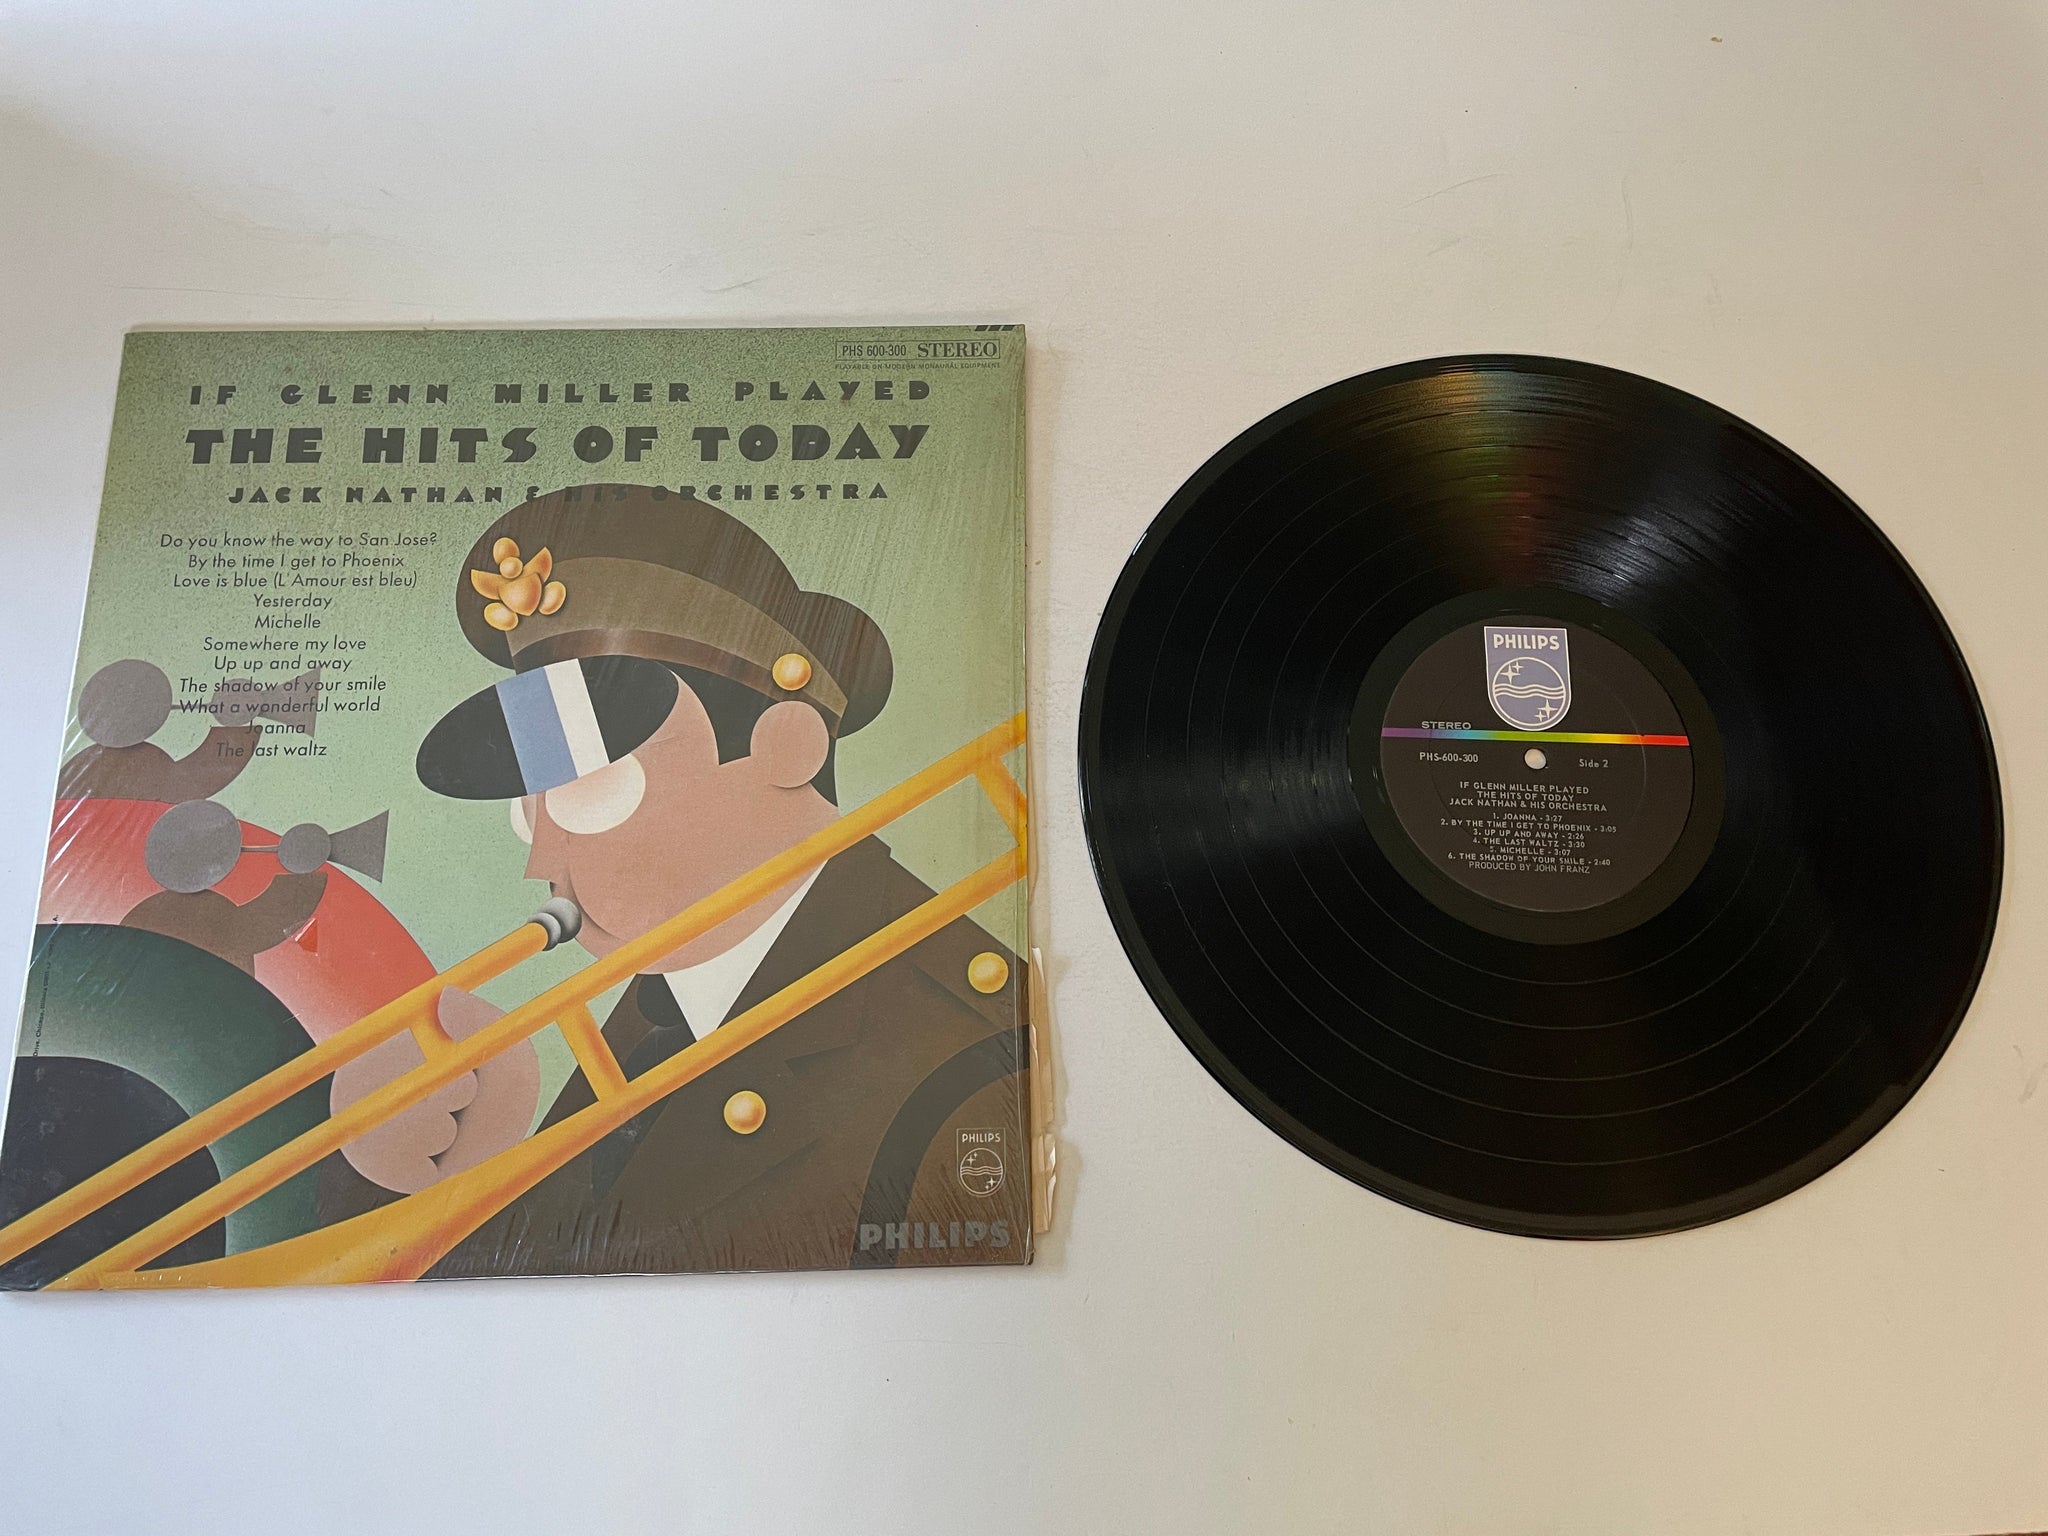 PHS 600-300 STEREO
PLAYABLE ON MODERN MONAURAL EQUIPMENT
IF GLENN MILLER PLAYED
THE HITS OF TODAY
JACK NATHAN & HIS ORCHESTRA
Do you know the way to San Jose?
By the time I get to Phoenix
Love is blue (L'Amour est bleu)
Yesterday
Michelle
Somewhere my love
Up up and away
The shadow of your smile
What a wonderful world
Joanna
The last waltz
PHILIPS
PHILIPS
PHILIPS
STEREO
PHS-600-300 Side 2
IF GLENN MILLER PLAYED
THE HITS OF TODAY
JACK NATHAN & HIS ORCHESTRA
1. JOANNA - 3:27
2. BY THE TIME I GET TO PHOENIX - 3:05
3. UP UP AND AWAY - 2:26
4. THE LAST WALTZ - 3:30
5. MICHELLE - 3:07
6. THE SHADOW OF YOUR SMILE - 2:40
PRODUCED BY JOHN FRANZ